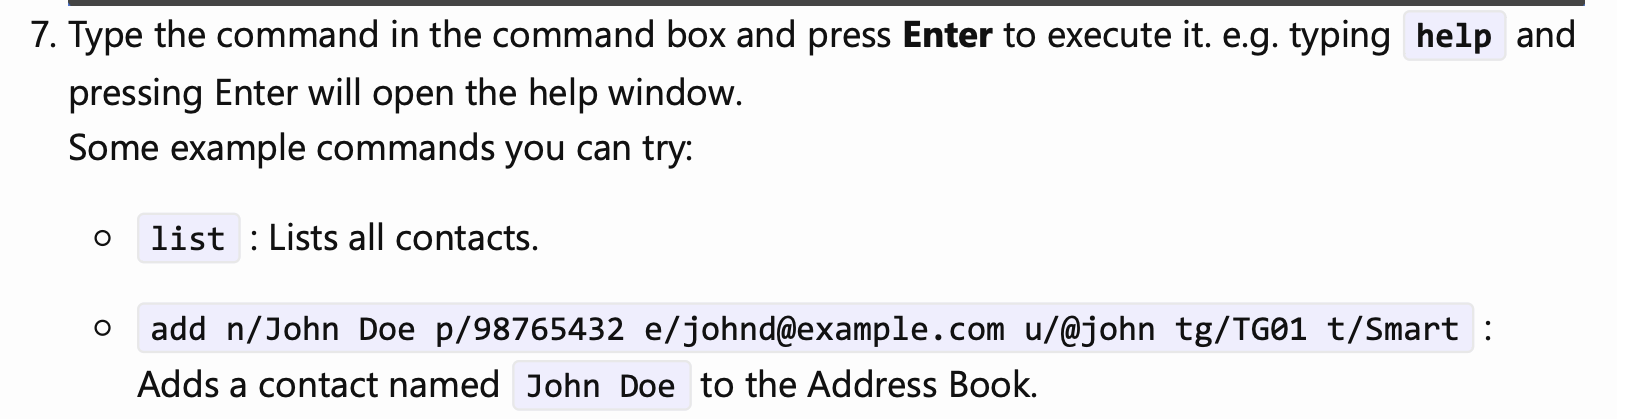 7. Type the command in the command box and press Enter to execute it. e.g. typing help and
pressing Enter will open the help window.
Some example commands you can try:
list : Lists all contacts.
add n/John Doe p/98765432 e/johnd@example.com u/@john tg/TG01 t/Smart :
Adds a contact named John Doe to the Address Book.